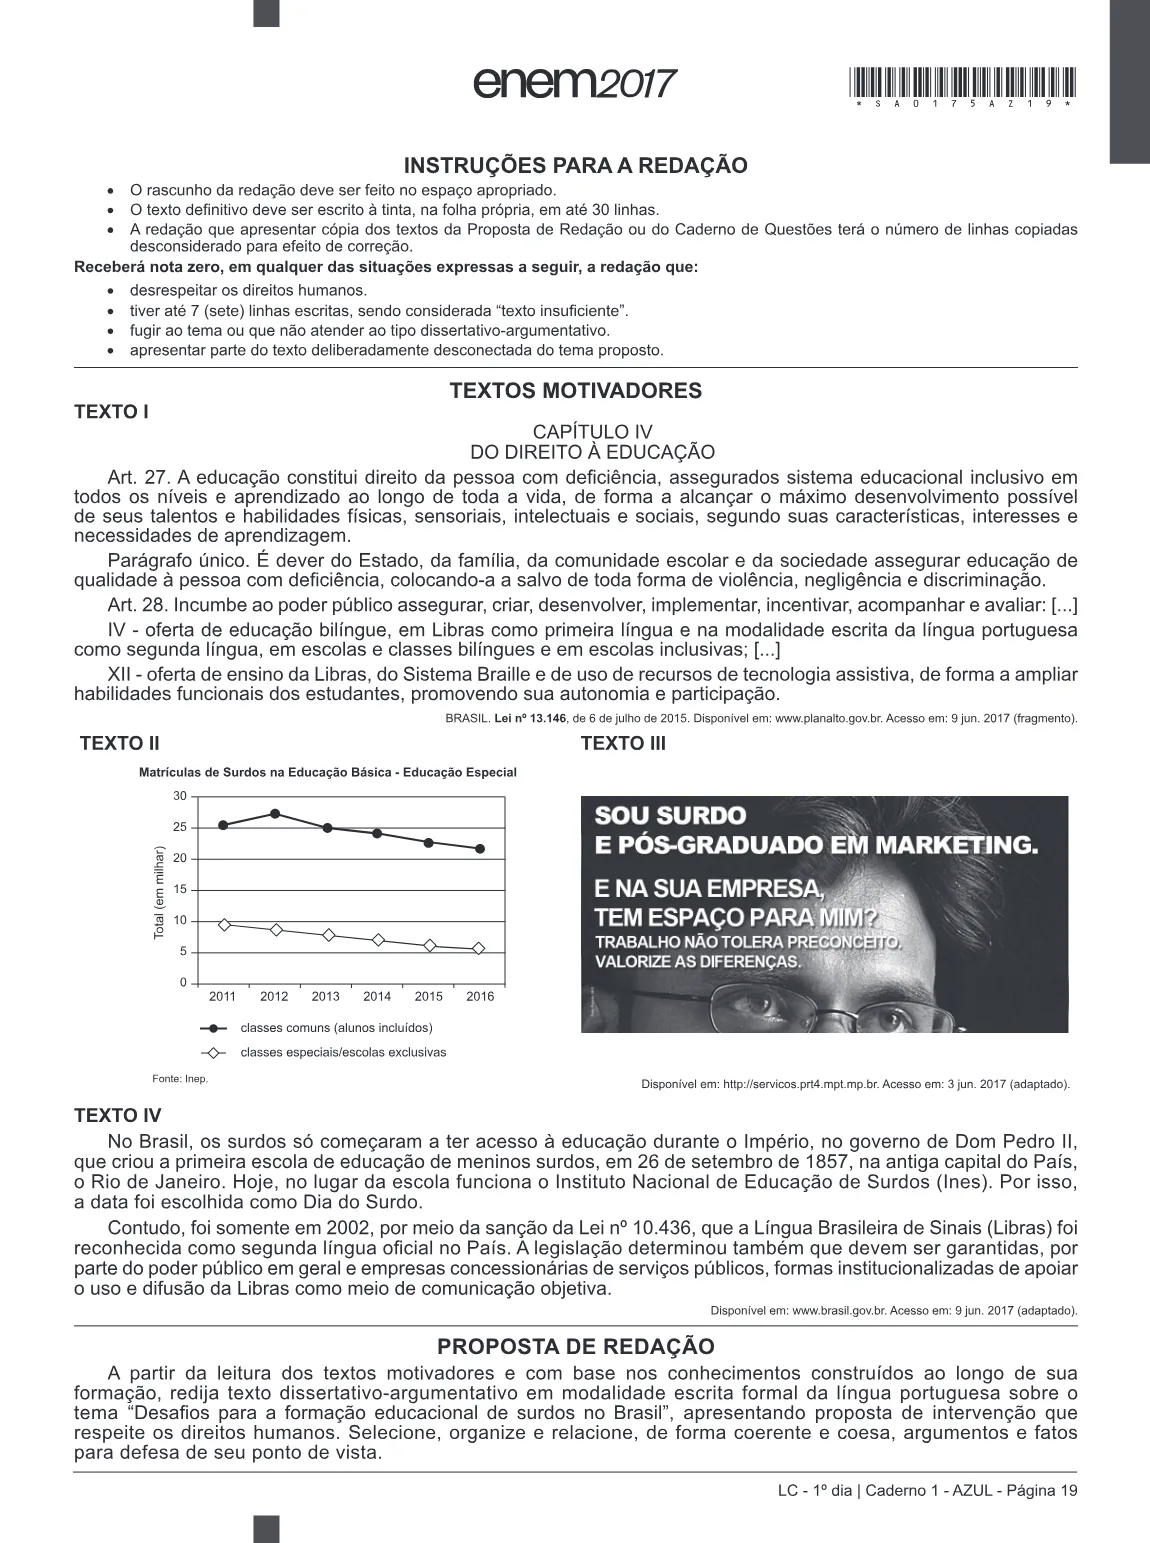 enem2017
*SA0175AZ19*
INSTRUÇÕES PARA A REDAÇÃO
• O rascunho da redação deve ser feito no espaço apropriado.
• O texto definitivo deve ser escrito à tinta, na folha própria, em até 30 linhas.
• A redação que apresentar cópia dos textos da Proposta de Redação ou do Caderno de Questões terá o número de linhas copiadas
desconsiderado para efeito de correção.
Receberá nota zero, em qualquer das situações expressas a seguir, a redação que:
• desrespeitar os direitos humanos.
• tiver até 7 (sete) linhas escritas, sendo considerada “texto insuficiente”.
• fugir ao tema ou que não atender ao tipo dissertativo-argumentativo.
• apresentar parte do texto deliberadamente desconectada do tema proposto.
TEXTOS MOTIVADORES
TEXTO I
CAPÍTULO IV
DO DIREITO À EDUCAÇÃO
Art. 27. A educação constitui direito da pessoa com deficiência, assegurados sistema educacional inclusivo em
todos os níveis e aprendizado ao longo de toda a vida, de forma a alcançar o máximo desenvolvimento possível
de seus talentos e habilidades físicas, sensoriais, intelectuais e sociais, segundo suas características, interesses e
necessidades de aprendizagem.
Parágrafo único. É dever do Estado, da família, da comunidade escolar e da sociedade assegurar educação de
qualidade à pessoa com deficiência, colocando-a a salvo de toda forma de violência, negligência e discriminação.
Art. 28. Incumbe ao poder público assegurar, criar, desenvolver, implementar, incentivar, acompanhar e avaliar: [...]
IV - oferta de educação bilíngue, em Libras como primeira língua e na modalidade escrita da língua portuguesa
como segunda língua, em escolas e classes bilíngues e em escolas inclusivas; [...]
XII - oferta de ensino da Libras, do Sistema Braille e de uso de recursos de tecnologia assistiva, de forma a ampliar
habilidades funcionais dos estudantes, promovendo sua autonomia e participação.
BRASIL. Lei nº 13.146, de 6 de julho de 2015. Disponível em: www.planalto.gov.br. Acesso em: 9 jun. 2017 (fragmento).
TEXTO II
Matrículas de Surdos na Educação Básica - Educação Especial
Total (em milhar)
30
25
20
15
10
5
0
2011 2012 2013 2014 2015 2016
classes comuns (alunos incluídos)
classes especiais/escolas exclusivas
Fonte: Inep.
TEXTO III
SOU SURDO
E PÓS-GRADUADO EM MARKETING.
E NA SUA EMPRESA,
TEM ESPAÇO PARA MIM?
TRABALHO NÃO TOLERA PRECONCEITO.
VALORIZE AS DIFERENÇAS.
Disponível em: http://servicos.prt4.mpt.mp.br. Acesso em: 3 jun. 2017 (adaptado).
TEXTO IV
No Brasil, os surdos só começaram a ter acesso à educação durante o Império, no governo de Dom Pedro II,
que criou a primeira escola de educação de meninos surdos, em 26 de setembro de 1857, na antiga capital do País,
o Rio de Janeiro. Hoje, no lugar da escola funciona o Instituto Nacional de Educação de Surdos (Ines). Por isso,
a data foi escolhida como Dia do Surdo.
Contudo, foi somente em 2002, por meio da sanção da Lei nº 10.436, que a Língua Brasileira de Sinais (Libras) foi
reconhecida como segunda língua oficial no País. A legislação determinou também que devem ser garantidas, por
parte do poder público em geral e empresas concessionárias de serviços públicos, formas institucionalizadas de apoiar
o uso e difusão da Libras como meio de comunicação objetiva.
Disponível em: www.brasil.gov.br. Acesso em: 9 jun. 2017 (adaptado).
PROPOSTA DE REDAÇÃO
A partir da leitura dos textos motivadores e com base nos conhecimentos construídos ao longo de sua
formação, redija texto dissertativo-argumentativo em modalidade escrita formal da língua portuguesa sobre o
tema “Desafios para a formação educacional de surdos no Brasil”, apresentando proposta de intervenção que
respeite os direitos humanos. Selecione, organize e relacione, de forma coerente e coesa, argumentos e fatos
para defesa de seu ponto de vista.
LC - 1º dia | Caderno 1 - AZUL - Página 19